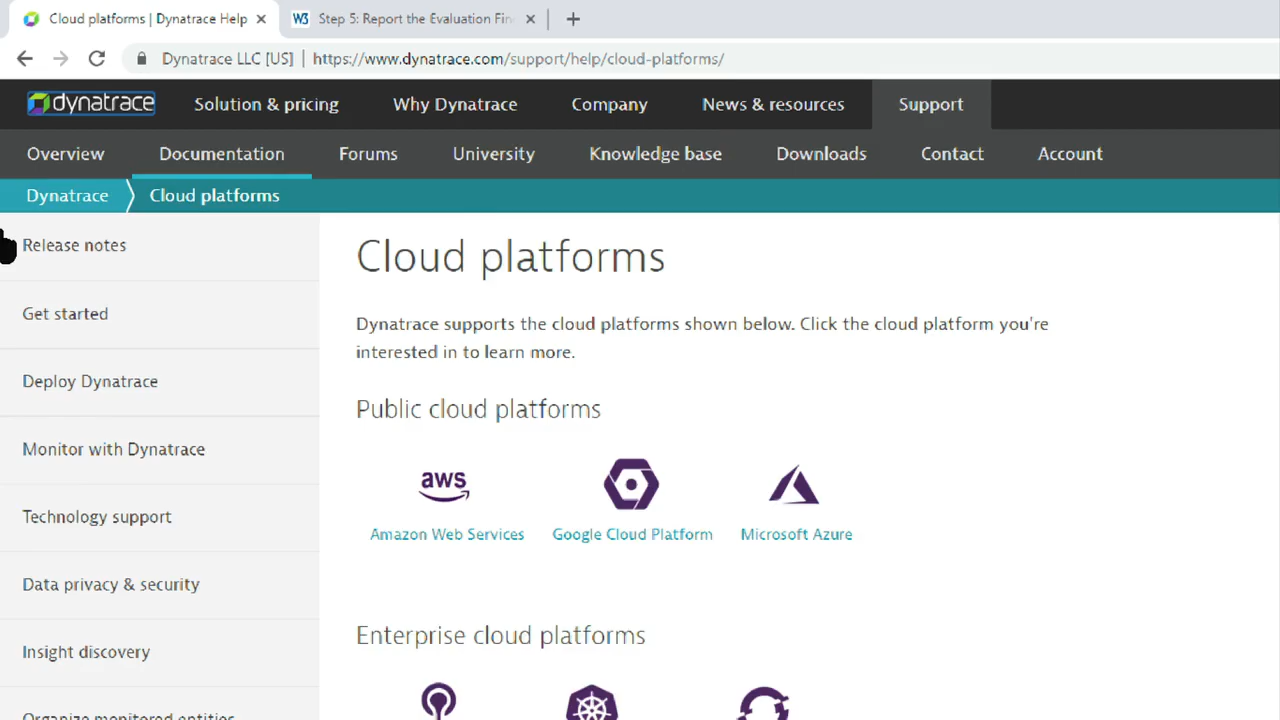 Cloud platforms | Dynatrace Help
W3 Step 5: Report the Evaluation Fin
Dynatrace LLC [US] | https://www.dynatrace.com/support/help/cloud-platforms/
dynatrace Solution & pricing Why Dynatrace Company News & resources Support
Overview Documentation Forums University Knowledge base Downloads Contact Account
Dynatrace Cloud platforms
Release notes
Get started
Deploy Dynatrace
Monitor with Dynatrace
Technology support
Data privacy & security
Insight discovery
Organize monitored entities
Cloud platforms
Dynatrace supports the cloud platforms shown below. Click the cloud platform you're
interested in to learn more.
Public cloud platforms
aws
Amazon Web Services Google Cloud Platform Microsoft Azure
Enterprise cloud platforms